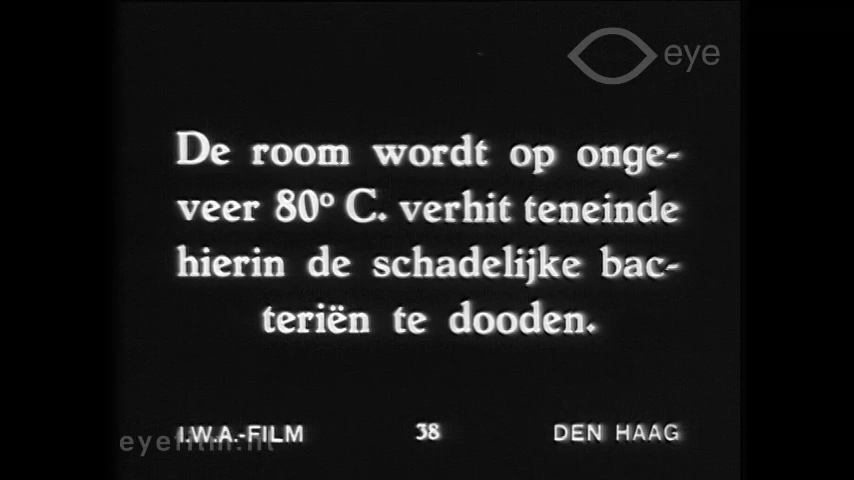 eye
De room wordt op onge-
veer 80° C. verhit teneinde
hierin de schadelijke bac-
teriën te dooden.
I.W.A.-FILM 38 DEN HAAG
eyefilm.nl